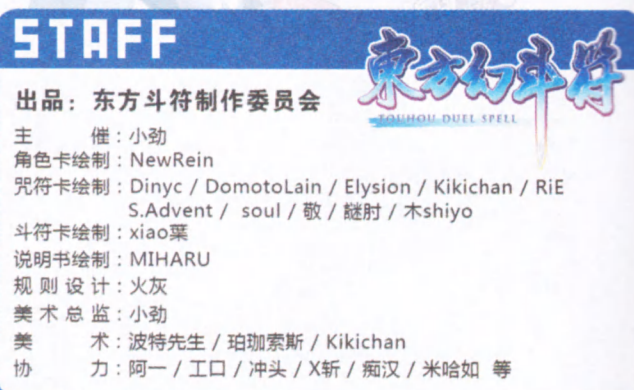 STAFF
東方幻斗符
TOUHOU DUEL SPELL
出品：东方斗符制作委员会
主 催：小劲
角色卡绘制：NewRein
咒符卡绘制：Dinyc / DomotoLain / Elysion / Kikichan / RiE
S.Advent / soul / 敬 / 謎肘 / 木shiyo
斗符卡绘制：xiao葉
说明书绘制：MIHARU
规则设计：火灰
美术总监：小劲
美 术：波特先生 / 珀珈索斯 / Kikichan
协 力：阿一 / 工口 / 冲头 / X斩 / 痴汉 / 米哈如 等